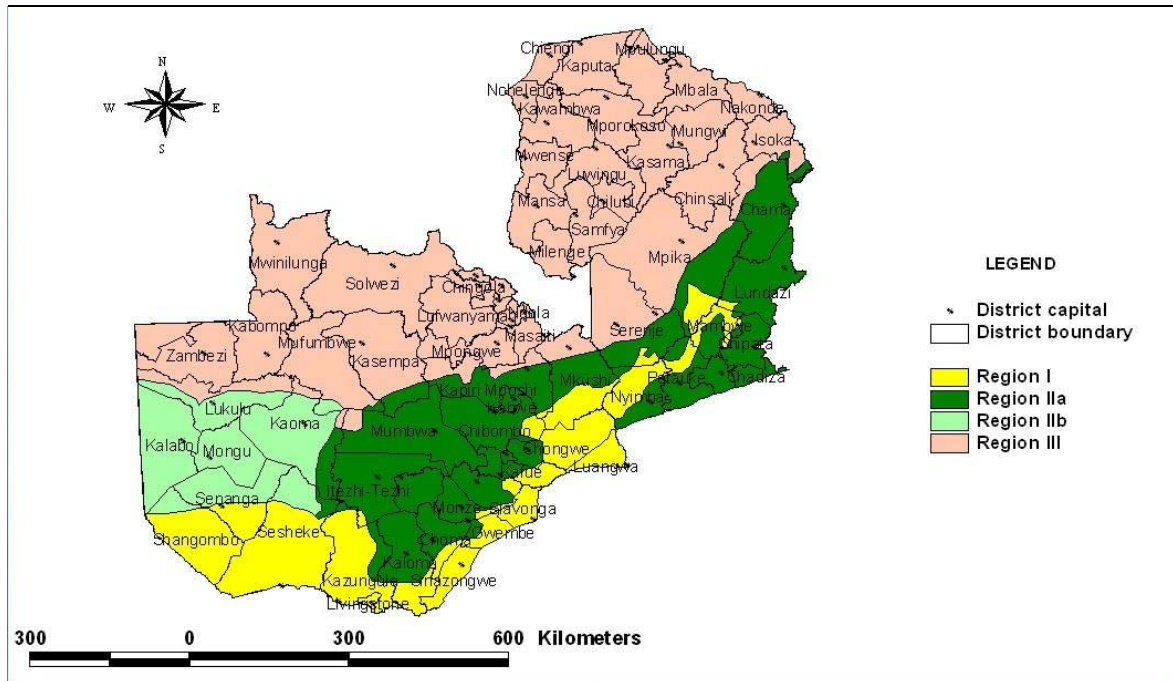 N
W
E
S
Chiengi
Mpulungu
Kaputa
Mbala
Nchelenge
Nakonde
Kawambwa
Mporokoso
Mungwi
Isoka
Mwense
Kasama
Luwingu
Mansa
Chilubi
Chinsali
Chama
Samfya
Milenge
Mpika
Mwinilunga
Solwezi
Chingola
Lundazi
Lufwanyama
Ndola
Kabompo
Serenje
Mambwe
Masaiti
Chipata
Zambezi
Mufumbwe
Kasempa
Mpongwe
Mkushi
Petauke
Chadiza
Kapiri Mposhi
Nyimba
Lukulu
Kabwe
Kaoma
Mumbwa
Chibombo
Kalabo
Mongu
Chongwe
Luangwa
Kafue
Senanga
Itezhi-Tezhi
Monze
Siavonga
Shangombo
Sesheke
Gwembe
Choma
Kalomo
Kazungula
Sinazongwe
Livingstone
LEGEND
District capital
District boundary
Region I
Region IIa
Region IIb
Region III
300 0 300 600 Kilometers